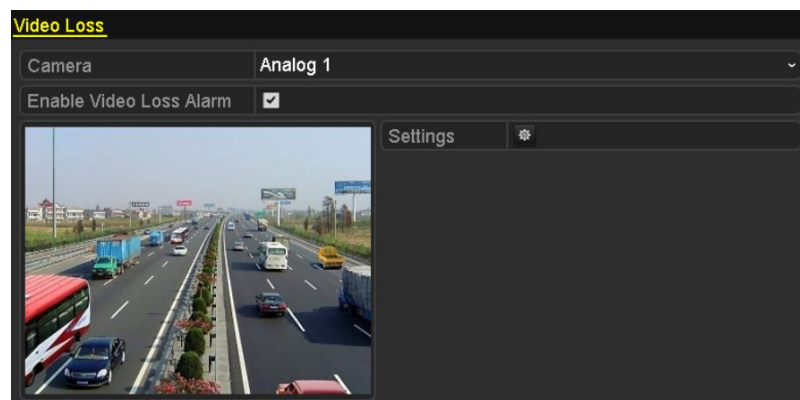 Video Loss
Camera
Analog 1
Enable Video Loss Alarm
Settings